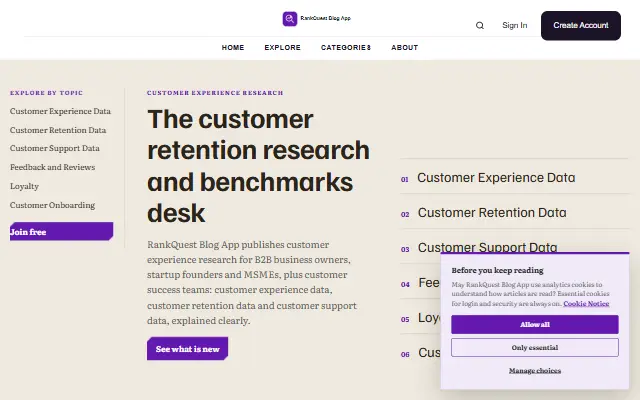 RankQuest Blog App
Sign In
Create Account
HOME
EXPLORE
CATEGORIES
ABOUT
EXPLORE BY TOPIC
Customer Experience Data
Customer Retention Data
Customer Support Data
Feedback and Reviews
Loyalty
Customer Onboarding
Join free
CUSTOMER EXPERIENCE RESEARCH
The customer
retention research
and benchmarks
desk
RankQuest Blog App publishes customer
experience research for B2B business owners,
startup founders and MSMEs, plus customer
success teams: customer experience data,
customer retention data and customer support
data, explained clearly.
See what is new
01 Customer Experience Data
02 Customer Retention Data
03 Customer Support Data
04 Fee
05 Loy
06 Cus
Before you keep reading
May RankQuest Blog App use analytics cookies to
understand how articles are read? Essential cookies
for login and security are always on. Cookie Notice
Allow all
Only essential
Manage choices